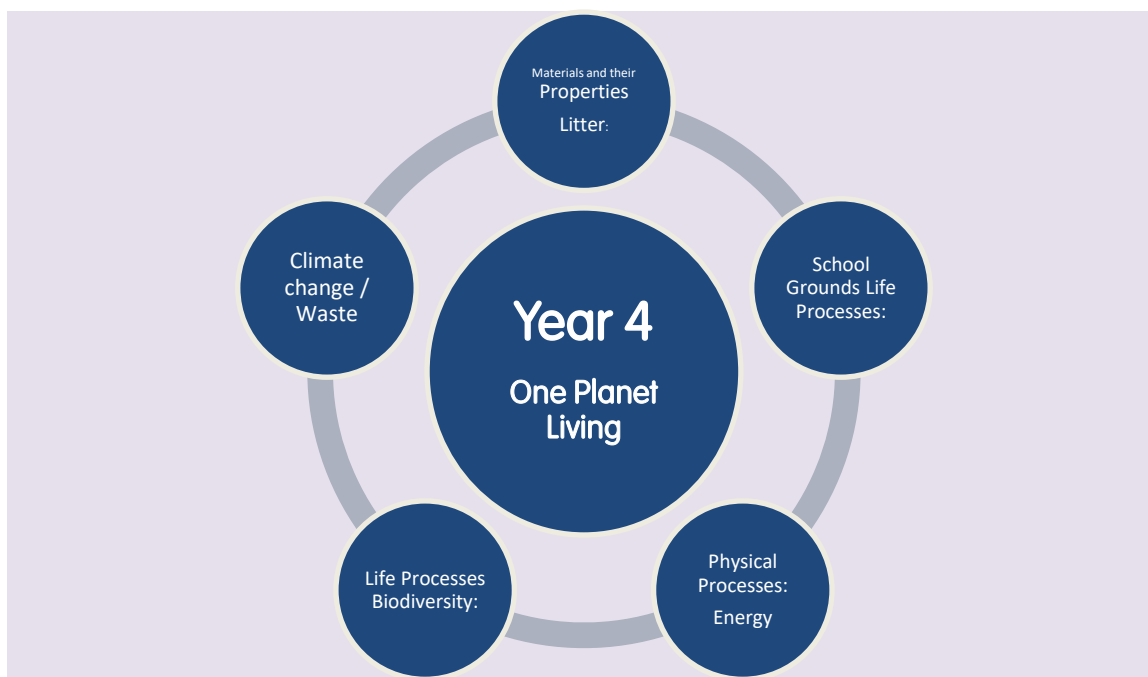 Materials and their
Properties
Litter:
Climate
change /
Waste
School
Grounds Life
Processes:
Year 4
One Planet
Living
Life Processes
Biodiversity:
Physical
Processes:
Energy